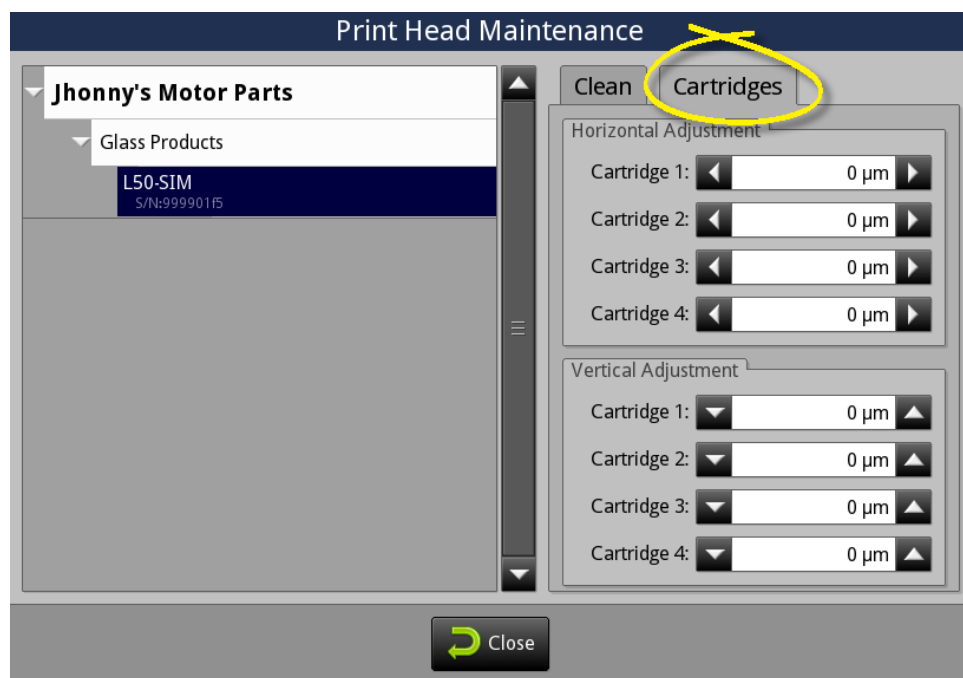 Print Head Maintenance
Jhonny's Motor Parts
Glass Products
L50-SIM
S/N:999901f5
Clean
Cartridges
Horizontal Adjustment
Cartridge 1: 0 µm
Cartridge 2: 0 µm
Cartridge 3: 0 µm
Cartridge 4: 0 µm
Vertical Adjustment
Cartridge 1: 0 µm
Cartridge 2: 0 µm
Cartridge 3: 0 µm
Cartridge 4: 0 µm
Close